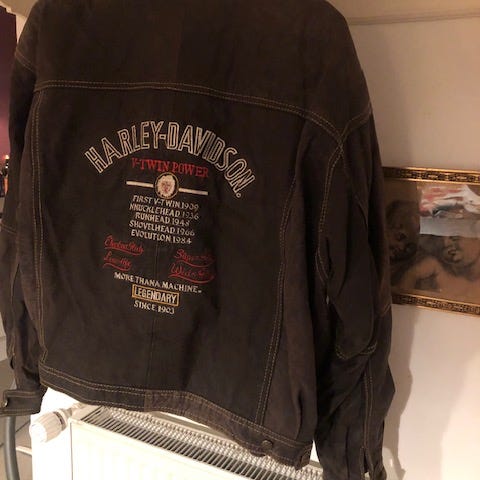 HARLEY-DAVIDSON.
V-TWIN POWER
FIRST V-TWIN.1909
KNUCKLEHEAD.1936
RUNHEAD.1948
SHOVELHEAD.1966
EVOLUTION.1984
MORE THAN A MACHINE.
LEGENDARY
SINCE.1903